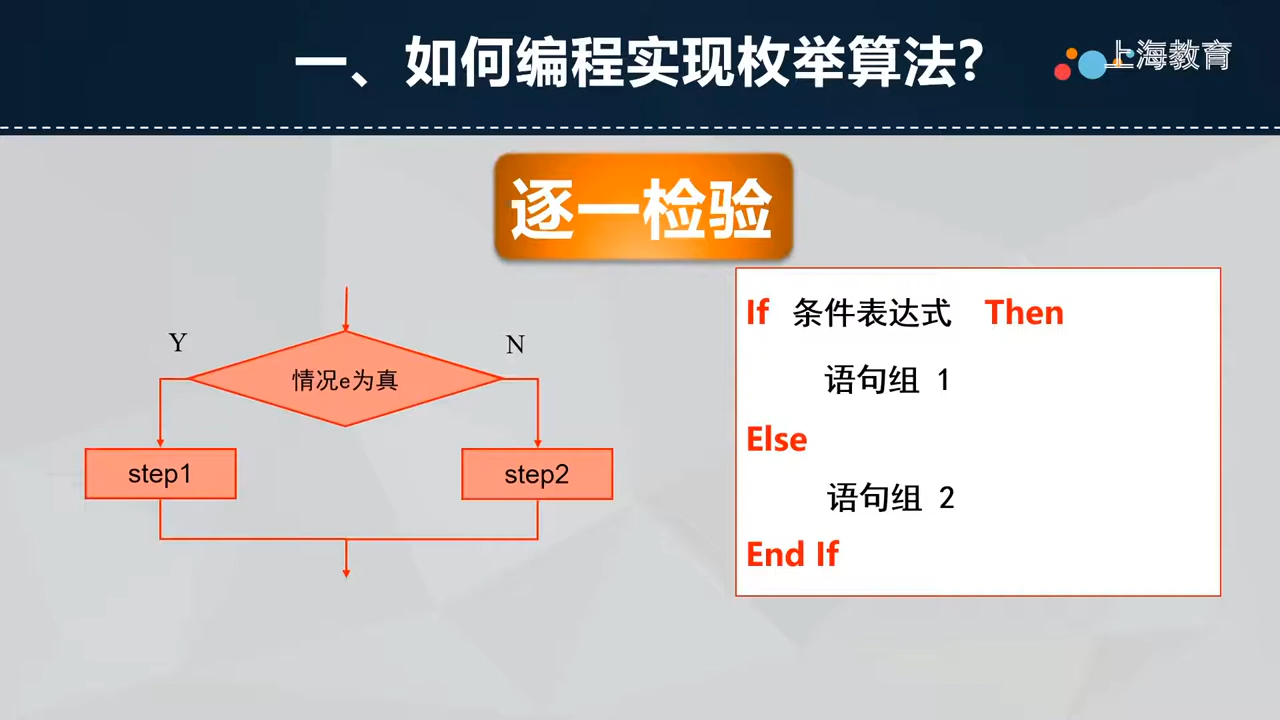 一、如何编程实现枚举算法?
上海教育
逐一检验
Y
N
情况e为真
step1
step2
If 条件表达式 Then
语句组 1
Else
语句组 2
End If